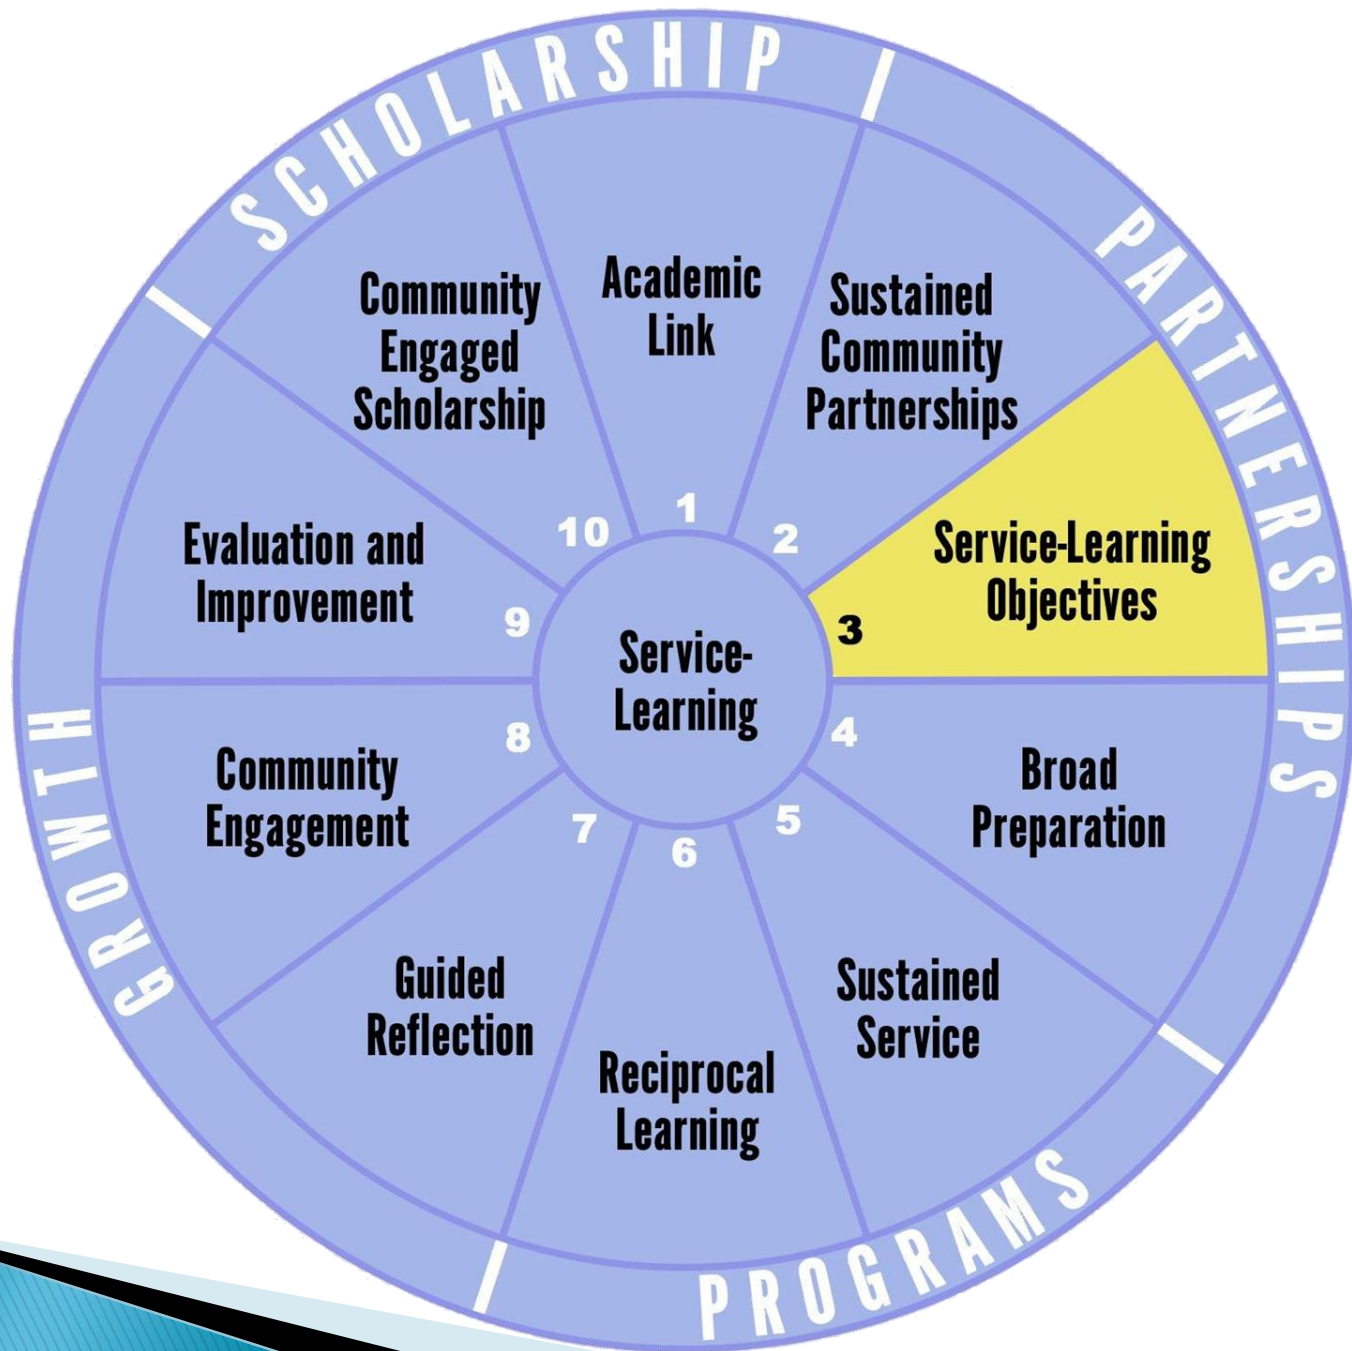 SCHOLARSHIP
PARTNERSHIPS
PROGRAMS
GROWTH
Academic
Link
1
Sustained
Community
Partnerships
2
Service-Learning
Objectives
3
Broad
Preparation
4
Sustained
Service
5
Reciprocal
Learning
6
Guided
Reflection
7
Community
Engagement
8
Evaluation and
Improvement
9
Community
Engaged
Scholarship
10
Service-
Learning